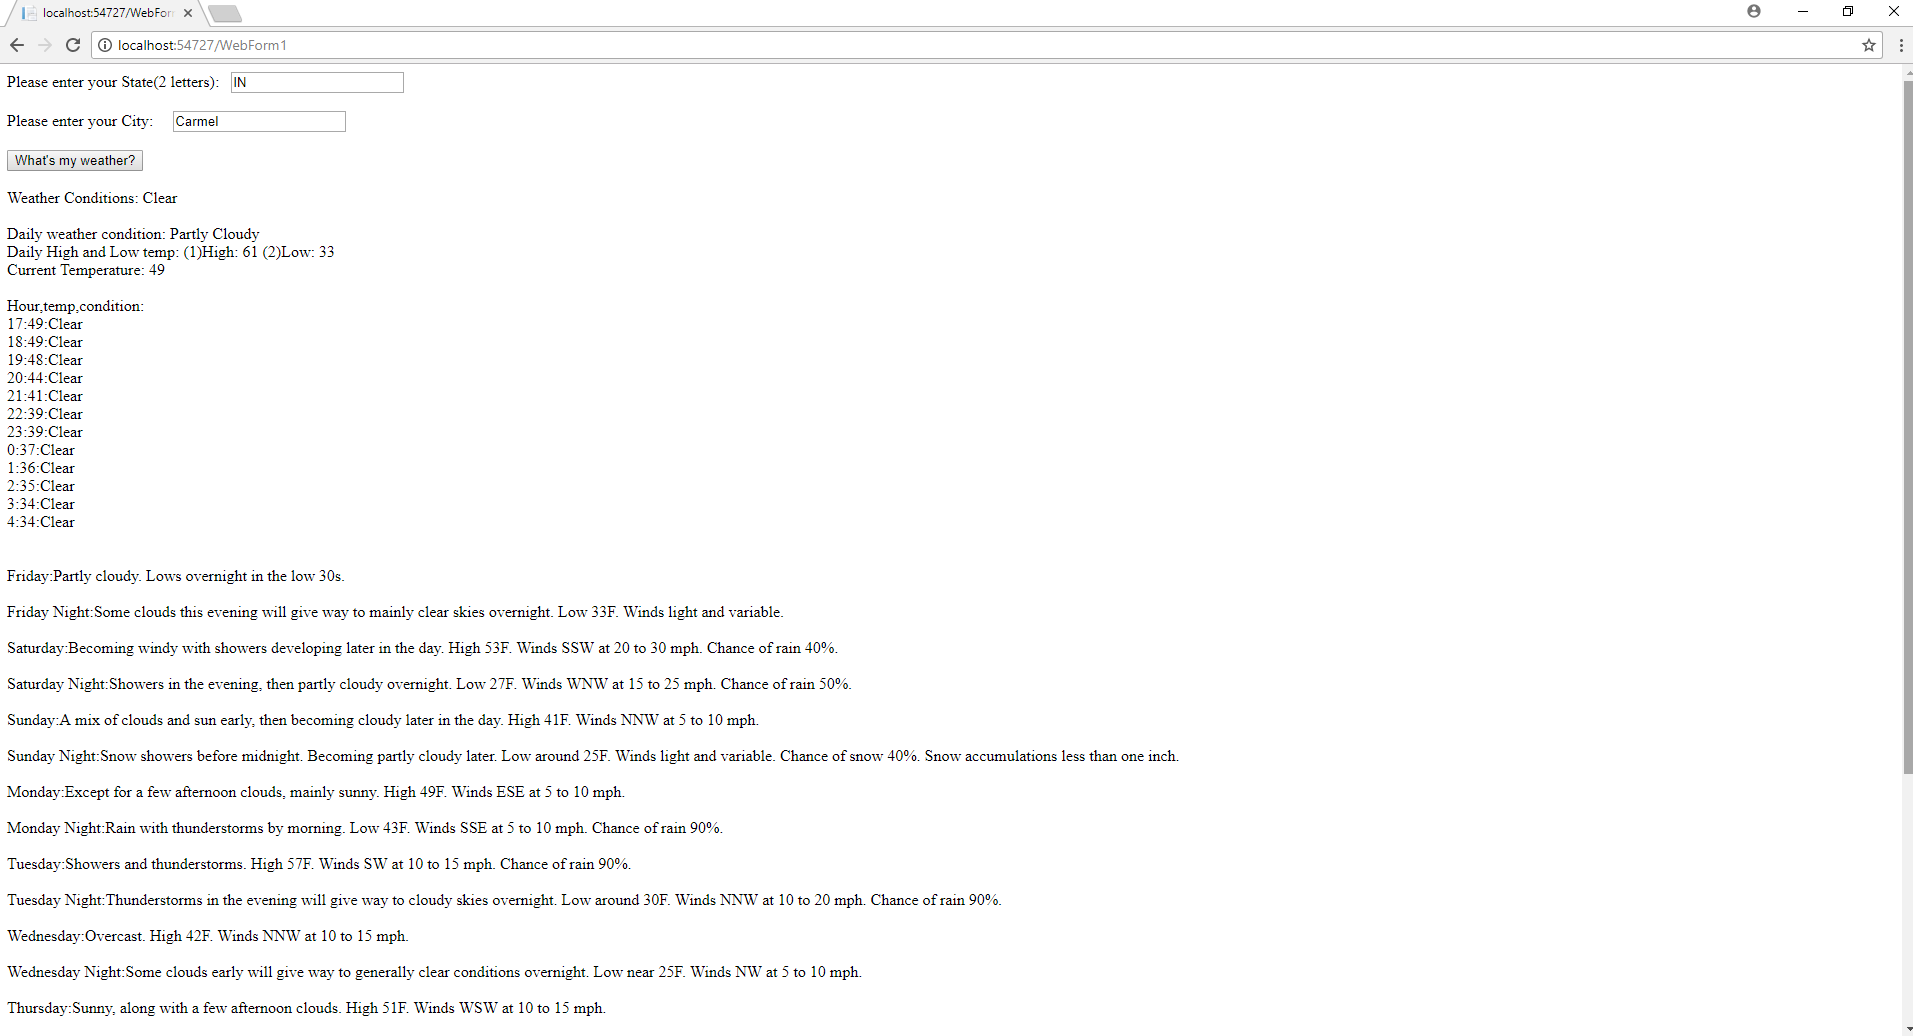 localhost:54727/WebFor
localhost:54727/WebForm1
Please enter your State(2 letters): IN
Please enter your City: Carmel
What's my weather?
Weather Conditions: Clear
Daily weather condition: Partly Cloudy
Daily High and Low temp: (1)High: 61 (2)Low: 33
Current Temperature: 49
Hour,temp,condition:
17:49:Clear
18:49:Clear
19:48:Clear
20:44:Clear
21:41:Clear
22:39:Clear
23:39:Clear
0:37:Clear
1:36:Clear
2:35:Clear
3:34:Clear
4:34:Clear
Friday:Partly cloudy. Lows overnight in the low 30s.
Friday Night:Some clouds this evening will give way to mainly clear skies overnight. Low 33F. Winds light and variable.
Saturday:Becoming windy with showers developing later in the day. High 53F. Winds SSW at 20 to 30 mph. Chance of rain 40%.
Saturday Night:Showers in the evening, then partly cloudy overnight. Low 27F. Winds WNW at 15 to 25 mph. Chance of rain 50%.
Sunday:A mix of clouds and sun early, then becoming cloudy later in the day. High 41F. Winds NNW at 5 to 10 mph.
Sunday Night:Snow showers before midnight. Becoming partly cloudy later. Low around 25F. Winds light and variable. Chance of snow 40%. Snow accumulations less than one inch.
Monday:Except for a few afternoon clouds, mainly sunny. High 49F. Winds ESE at 5 to 10 mph.
Monday Night:Rain with thunderstorms by morning. Low 43F. Winds SSE at 5 to 10 mph. Chance of rain 90%.
Tuesday:Showers and thunderstorms. High 57F. Winds SW at 10 to 15 mph. Chance of rain 90%.
Tuesday Night:Thunderstorms in the evening will give way to cloudy skies overnight. Low around 30F. Winds NNW at 10 to 20 mph. Chance of rain 90%.
Wednesday:Overcast. High 42F. Winds NNW at 10 to 15 mph.
Wednesday Night:Some clouds early will give way to generally clear conditions overnight. Low near 25F. Winds NW at 5 to 10 mph.
Thursday:Sunny, along with a few afternoon clouds. High 51F. Winds WSW at 10 to 15 mph.